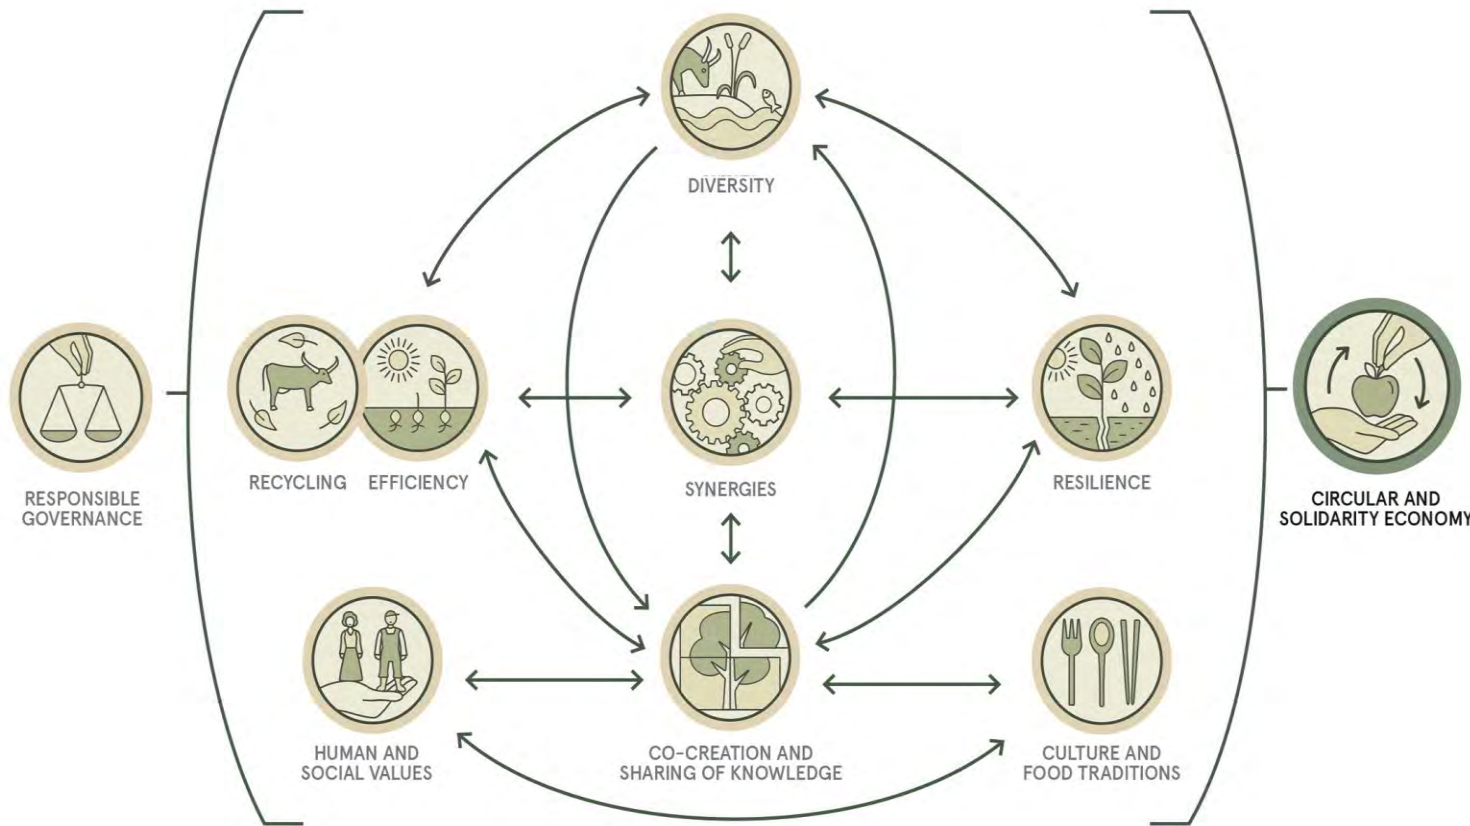 DIVERSITY
RECYCLING
EFFICIENCY
SYNERGIES
RESILIENCE
RESPONSIBLE
GOVERNANCE
CIRCULAR AND
SOLIDARITY ECONOMY
HUMAN AND
SOCIAL VALUES
CO-CREATION AND
SHARING OF KNOWLEDGE
CULTURE AND
FOOD TRADITIONS